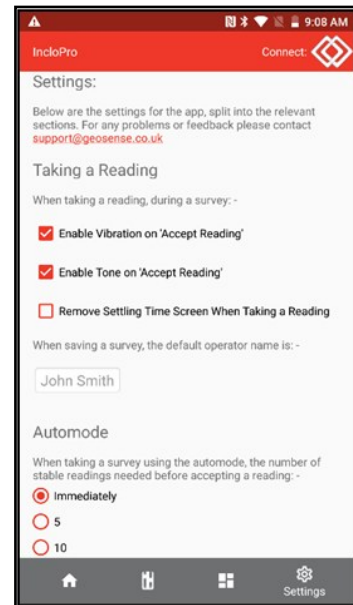 9:08 AM
IncloPro
Connect:
Settings:
Below are the settings for the app, split into the relevant
sections. For any problems or feedback please contact
support@geosense.co.uk
Taking a Reading
When taking a reading, during a survey: -
Enable Vibration on 'Accept Reading'
Enable Tone on 'Accept Reading'
Remove Settling Time Screen When Taking a Reading
When saving a survey, the default operator name is: -
John Smith
Automode
When taking a survey using the automode, the number of
stable readings needed before accepting a reading: -
Immediately
5
10
Settings